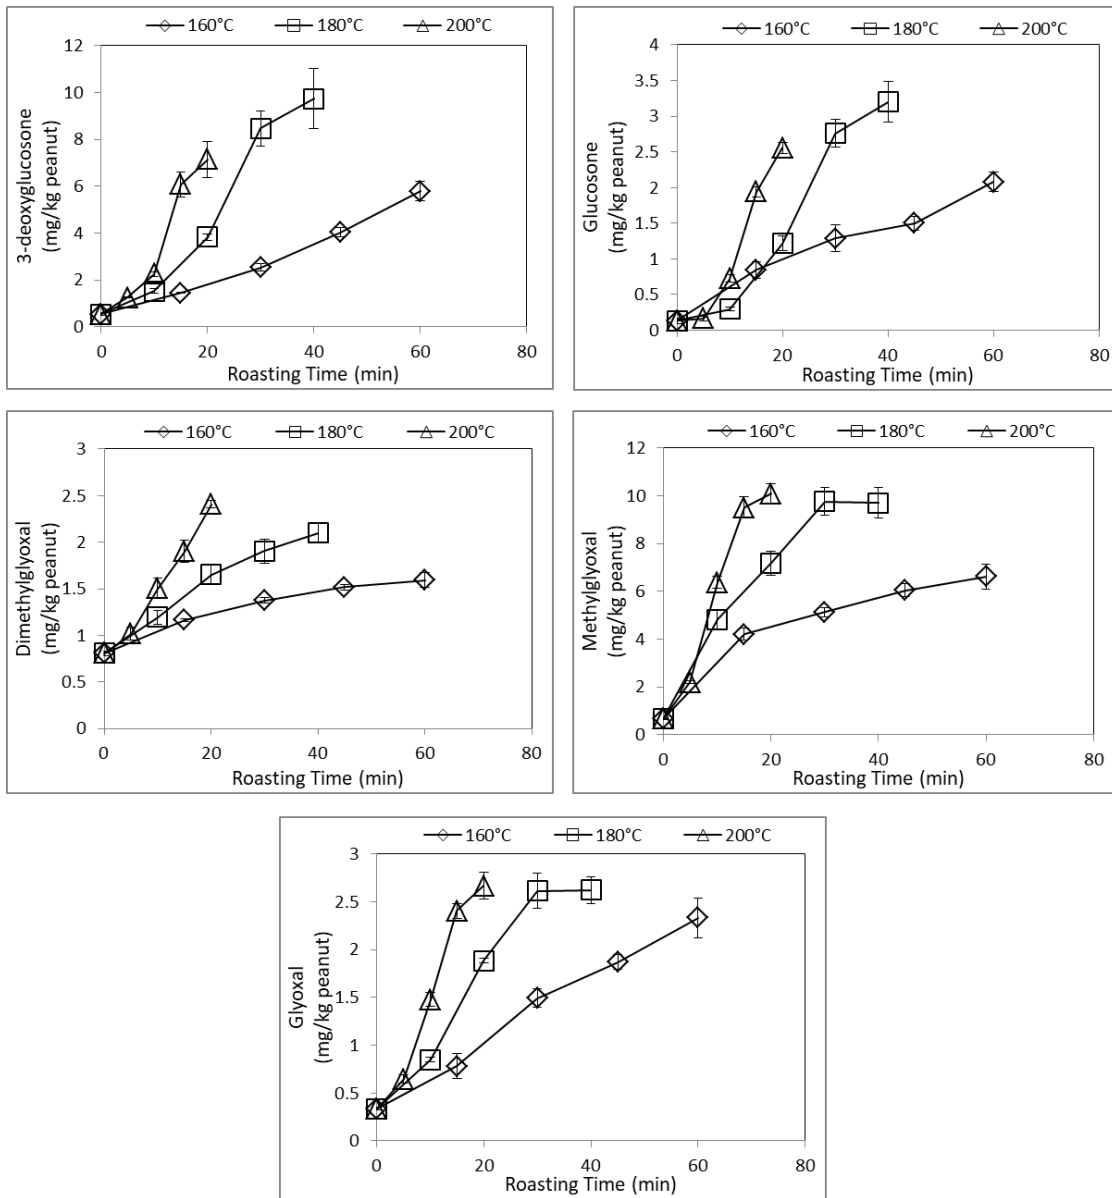 160°C 180°C 200°C
12
10
8
6
4
2
0
0 20 40 60 80
3-deoxyglucosone
(mg/kg peanut)
Roasting Time (min)
160°C 180°C 200°C
4
3.5
3
2.5
2
1.5
1
0.5
0
0 20 40 60 80
Glucosone
(mg/kg peanut)
Roasting Time (min)
160°C 180°C 200°C
3
2.5
2
1.5
1
0.5
0
0 20 40 60 80
Dimethylglyoxal
(mg/kg peanut)
Roasting Time (min)
160°C 180°C 200°C
12
10
8
6
4
2
0
0 20 40 60 80
Methylglyoxal
(mg/kg peanut)
Roasting Time (min)
160°C 180°C 200°C
3
2.5
2
1.5
1
0.5
0
0 20 40 60 80
Glyoxal
(mg/kg peanut)
Roasting Time (min)